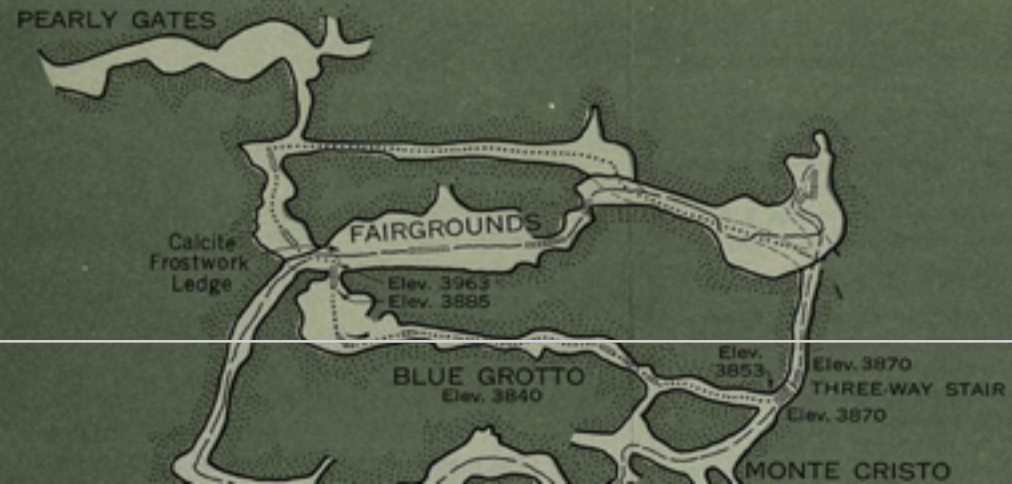 PEARLY GATES
FAIRGROUNDS
Calcite
Frostwork
Ledge
Elev. 3963
Elev. 3885
Elev.
3853
Elev. 3870
THREE-WAY STAIR
BLUE GROTTO
Elev. 3840
Elev. 3870
MONTE CRISTO